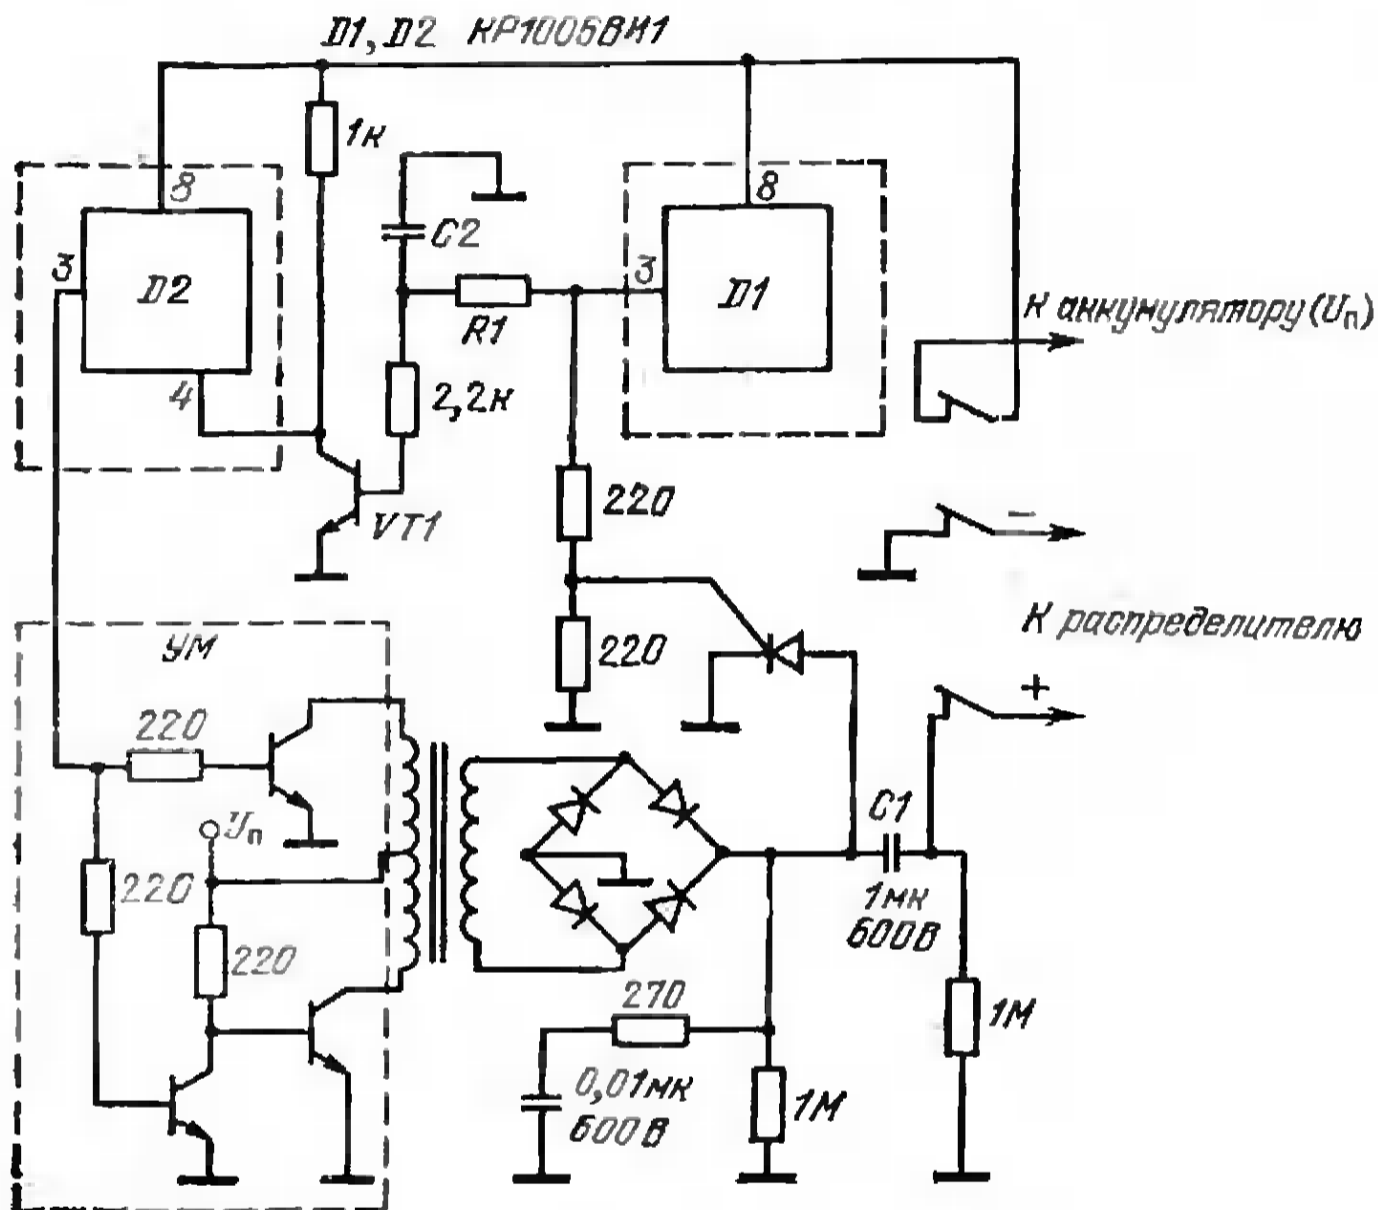 D1, D2 КР1006ВИ1
1к
8
8
C2
3
D2
3
D1
R1
К аккумулятору (Uп)
4
2,2к
220
VT1
−
УМ
220
К распределителю
+
220
Uп
C1
220
1мк
600В
220
270
1М
0,01мк
600В
1М